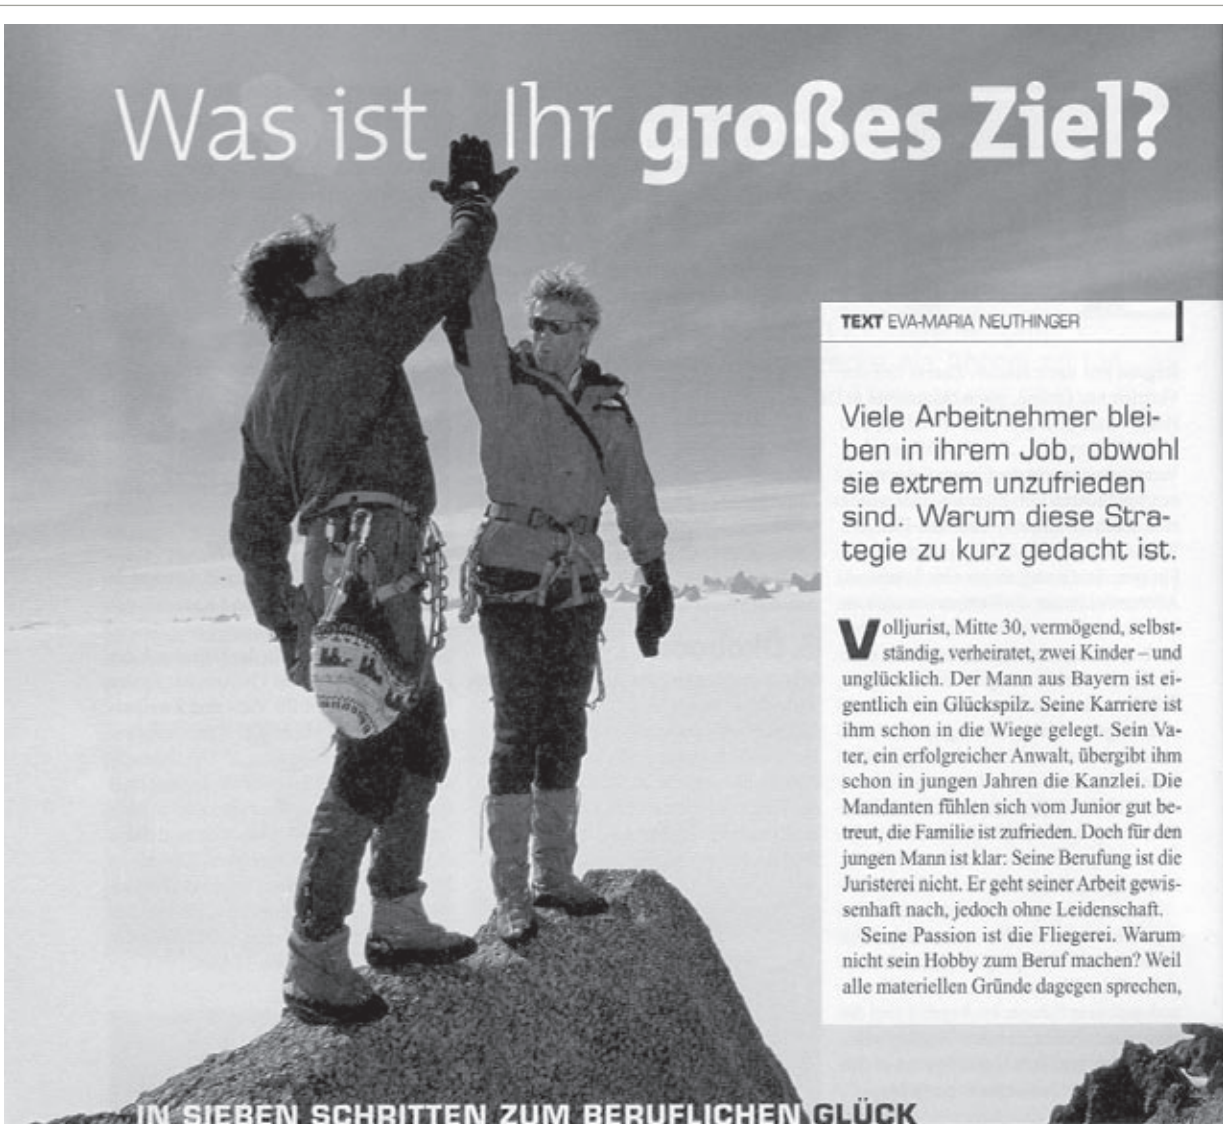 Was ist Ihr großes Ziel?
TEXT EVA-MARIA NEUTHINGER
Viele Arbeitnehmer blei-
ben in ihrem Job, obwohl
sie extrem unzufrieden
sind. Warum diese Stra-
tegie zu kurz gedacht ist.
Volljurist, Mitte 30, vermögend, selbst-
ständig, verheiratet, zwei Kinder – und
unglücklich. Der Mann aus Bayern ist ei-
gentlich ein Glückspilz. Seine Karriere ist
ihm schon in die Wiege gelegt. Sein Va-
ter, ein erfolgreicher Anwalt, übergibt ihm
schon in jungen Jahren die Kanzlei. Die
Mandanten fühlen sich vom Junior gut be-
treut, die Familie ist zufrieden. Doch für den
jungen Mann ist klar: Seine Berufung ist die
Juristerei nicht. Er geht seiner Arbeit gewis-
senhaft nach, jedoch ohne Leidenschaft.
Seine Passion ist die Fliegerei. Warum
nicht sein Hobby zum Beruf machen? Weil
alle materiellen Gründe dagegen sprechen,
IN SIEBEN SCHRITTEN ZUM BERUFLICHEN GLÜCK